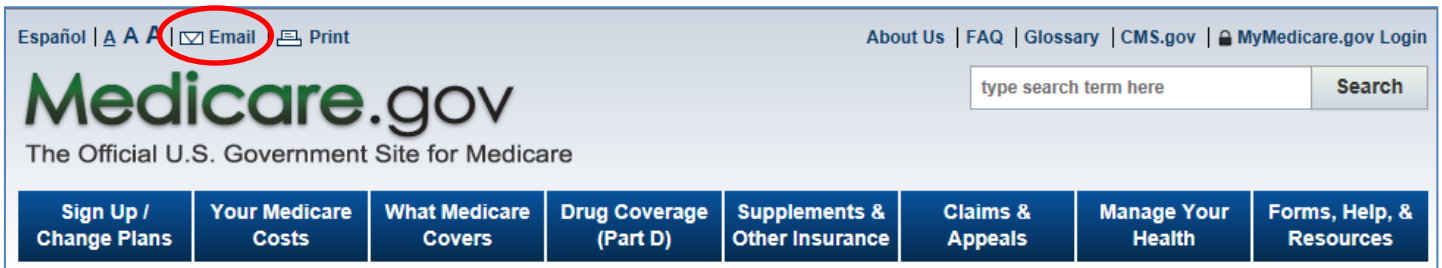 Español | A A A | Email | Print
About Us | FAQ | Glossary | CMS.gov | MyMedicare.gov Login
Medicare.gov
type search term here
Search
The Official U.S. Government Site for Medicare
Sign Up /
Change Plans
Your Medicare
Costs
What Medicare
Covers
Drug Coverage
(Part D)
Supplements &
Other Insurance
Claims &
Appeals
Manage Your
Health
Forms, Help, &
Resources